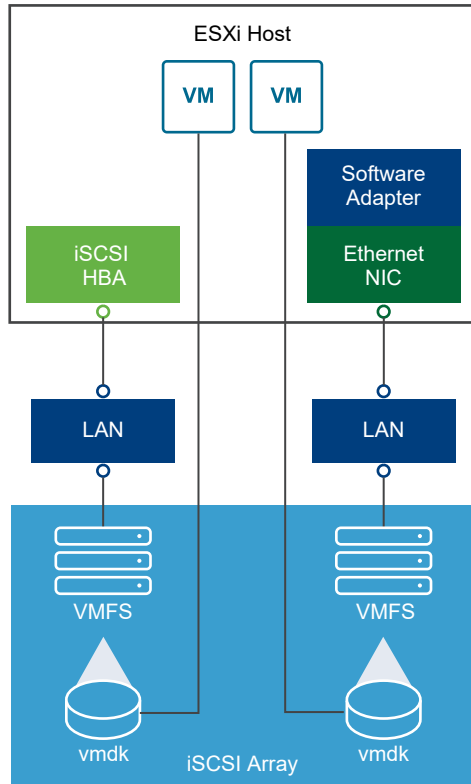 ESXi Host
VM
VM
Software
Adapter
iSCSI
HBA
Ethernet
NIC
LAN
LAN
VMFS
VMFS
vmdk
vmdk
iSCSI Array